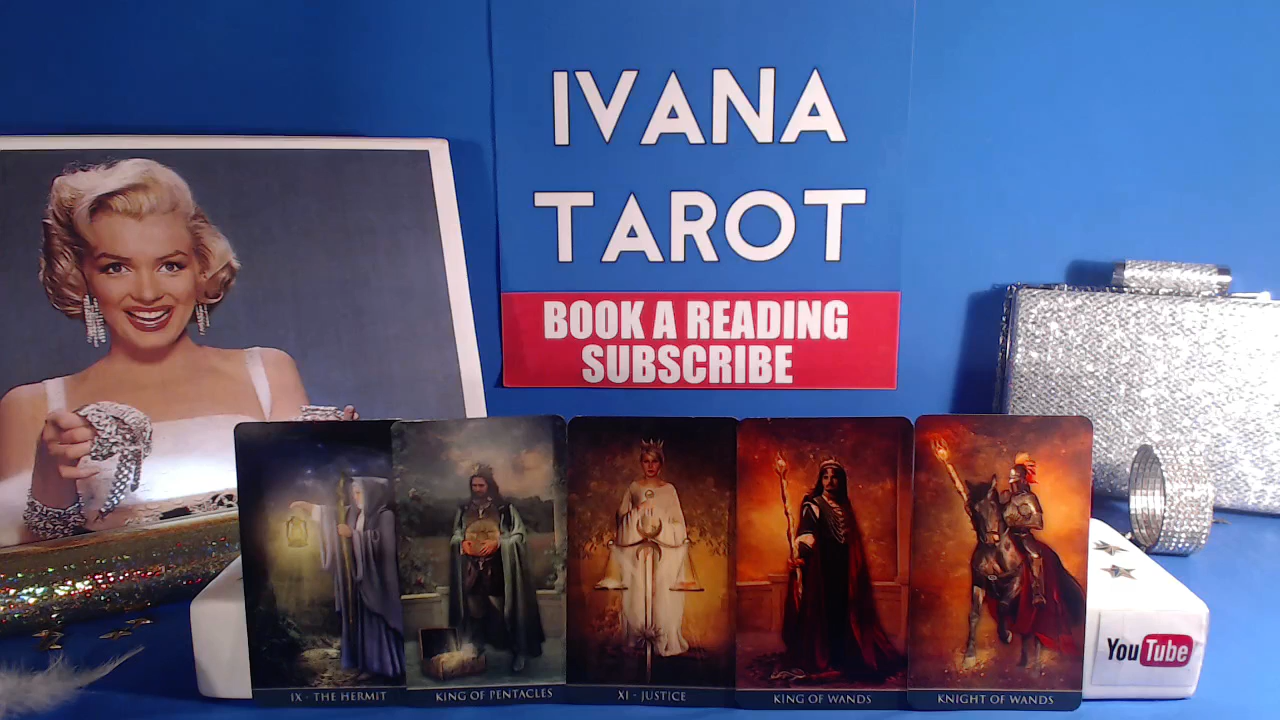 IVANA
TAROT
BOOK A READING
SUBSCRIBE
IX - THE HERMIT
KING OF PENTACLES
XI - JUSTICE
KING OF WANDS
KNIGHT OF WANDS
YouTube